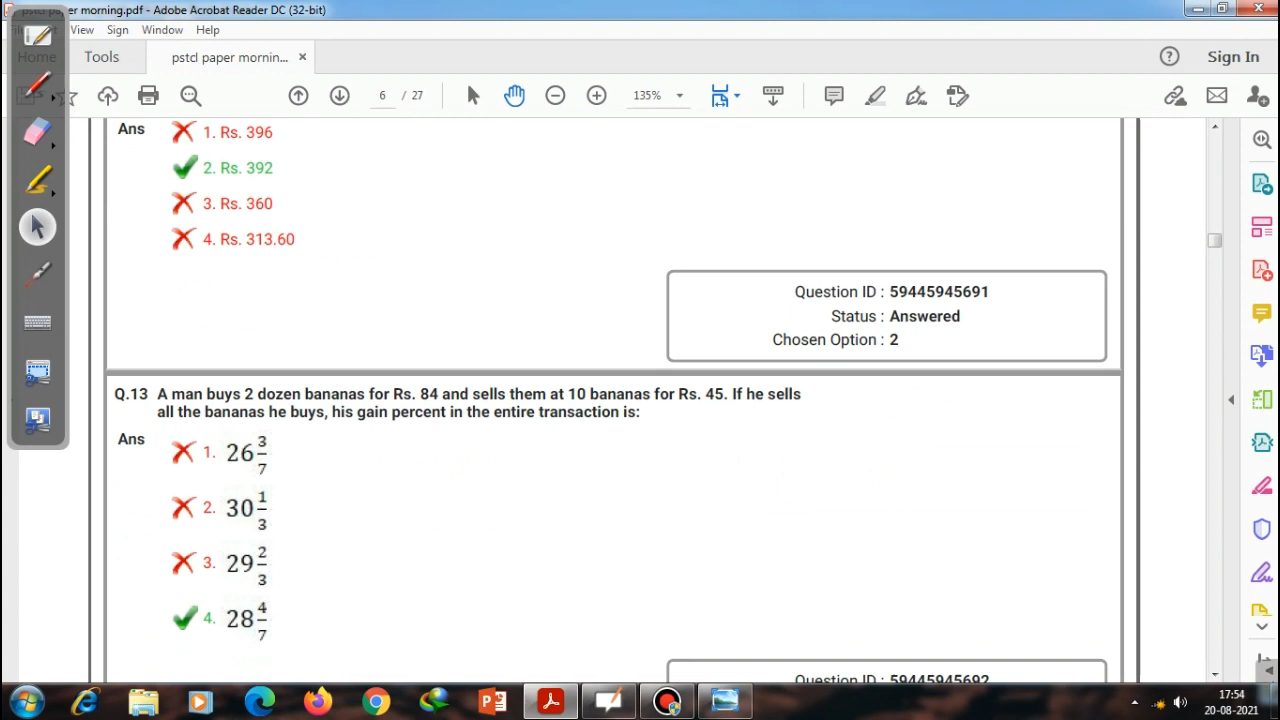 pstcl paper morning.pdf - Adobe Acrobat Reader DC (32-bit)
View Sign Window Help
Home Tools pstcl paper mornin... × Sign In
6 / 27 135%
Ans
1. Rs. 396
2. Rs. 392
3. Rs. 360
4. Rs. 313.60
Question ID : 59445945691
Status : Answered
Chosen Option : 2
Q.13 A man buys 2 dozen bananas for Rs. 84 and sells them at 10 bananas for Rs. 45. If he sells
all the bananas he buys, his gain percent in the entire transaction is:
Ans
1. 26 3/7
2. 30 1/3
3. 29 2/3
4. 28 4/7
Question ID : 59445945692
17:54
20-08-2021